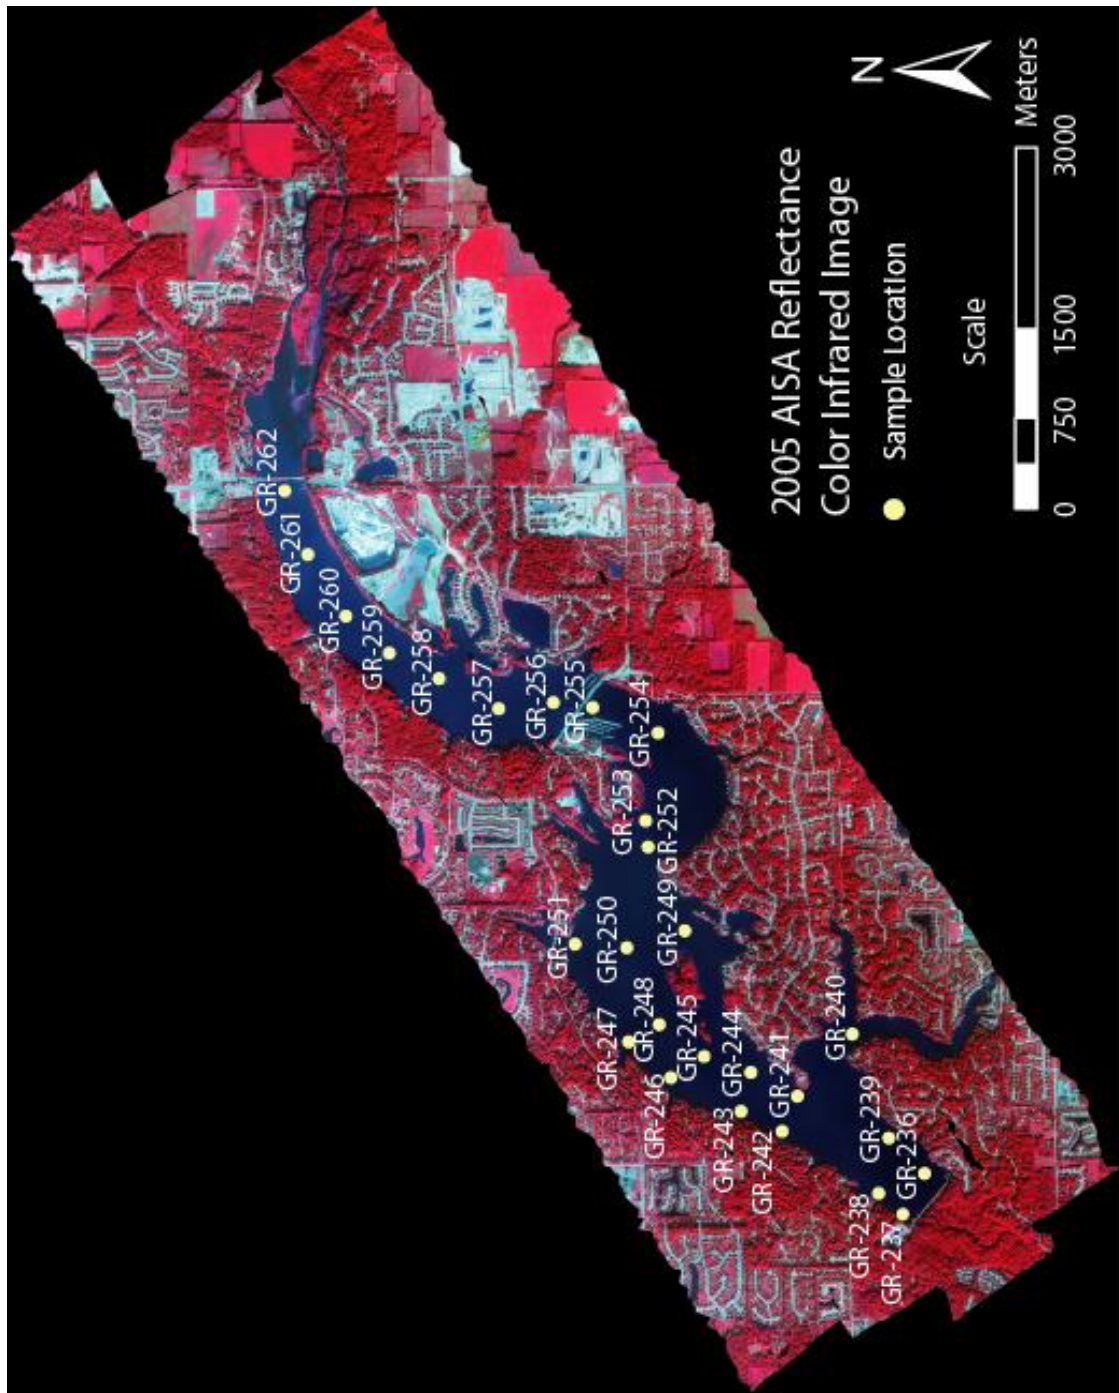 GR-262
GR-261
GR-260
GR-259
GR-258
GR-257
GR-256
GR-251
GR-255
GR-250
GR-247
GR-253
GR-254
GR-248
GR-246
GR-252
GR-249
GR-245
GR-243
GR-244
GR-242
GR-241
GR-240
GR-238
GR-239
GR-237
GR-236
2005 AISA Reflectance
Color Infrared Image
Sample Location
N
Scale
Meters
0 750 1500 3000